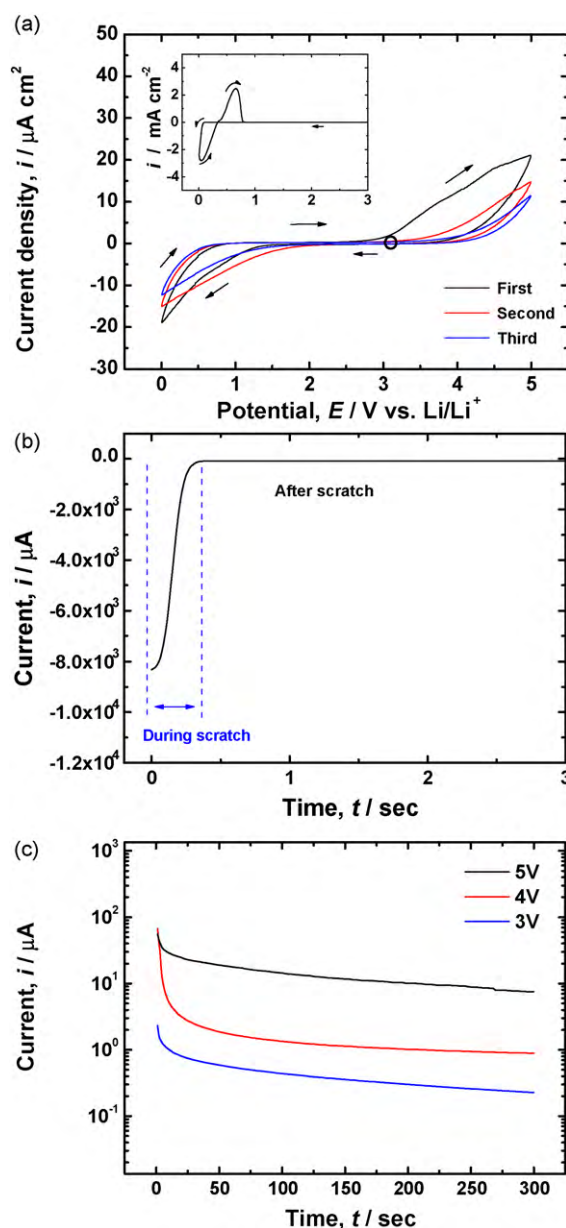 (a)
50
40
30
20
10
0
-10
-20
-30
Current density, i / μA cm²
4
2
0
-2
-4
i / mA cm⁻²
0 1 2 3
First
Second
Third
0 1 2 3 4 5
Potential, E / V vs. Li/Li⁺
(b)
0.0
-2.0x10³
-4.0x10³
-6.0x10³
-8.0x10³
-1.0x10⁴
-1.2x10⁴
Current, i / μA
After scratch
During scratch
0 1 2 3
Time, t / sec
(c)
10³
10²
10¹
10⁰
10⁻¹
Current, i / μA
5V
4V
3V
0 50 100 150 200 250 300
Time, t / sec